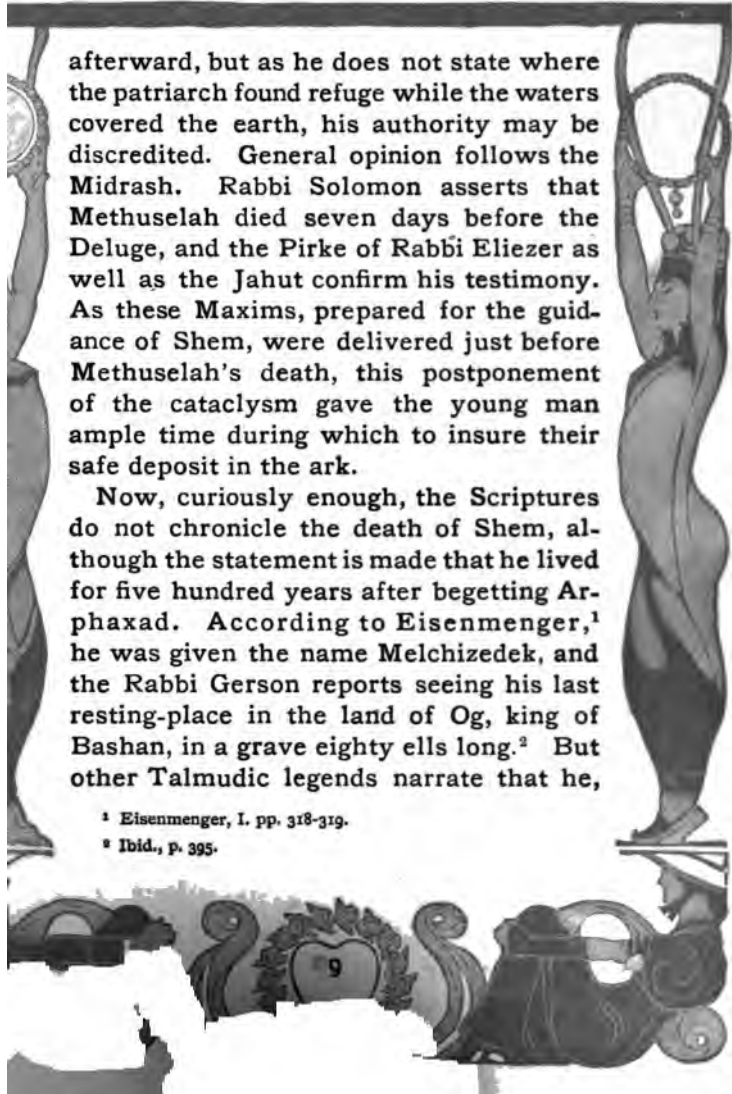 afterward, but as he does not state where
the patriarch found refuge while the waters
covered the earth, his authority may be
discredited. General opinion follows the
Midrash. Rabbi Solomon asserts that
Methuselah died seven days before the
Deluge, and the Pirke of Rabbi Eliezer as
well as the Jahut confirm his testimony.
As these Maxims, prepared for the guid-
ance of Shem, were delivered just before
Methuselah's death, this postponement
of the cataclysm gave the young man
ample time during which to insure their
safe deposit in the ark.
Now, curiously enough, the Scriptures
do not chronicle the death of Shem, al-
though the statement is made that he lived
for five hundred years after begetting Ar-
phaxad. According to Eisenmenger,¹
he was given the name Melchizedek, and
the Rabbi Gerson reports seeing his last
resting-place in the land of Og, king of
Bashan, in a grave eighty ells long.² But
other Talmudic legends narrate that he,
¹ Eisenmenger, I. pp. 318-319.
² Ibid., p. 395.
9